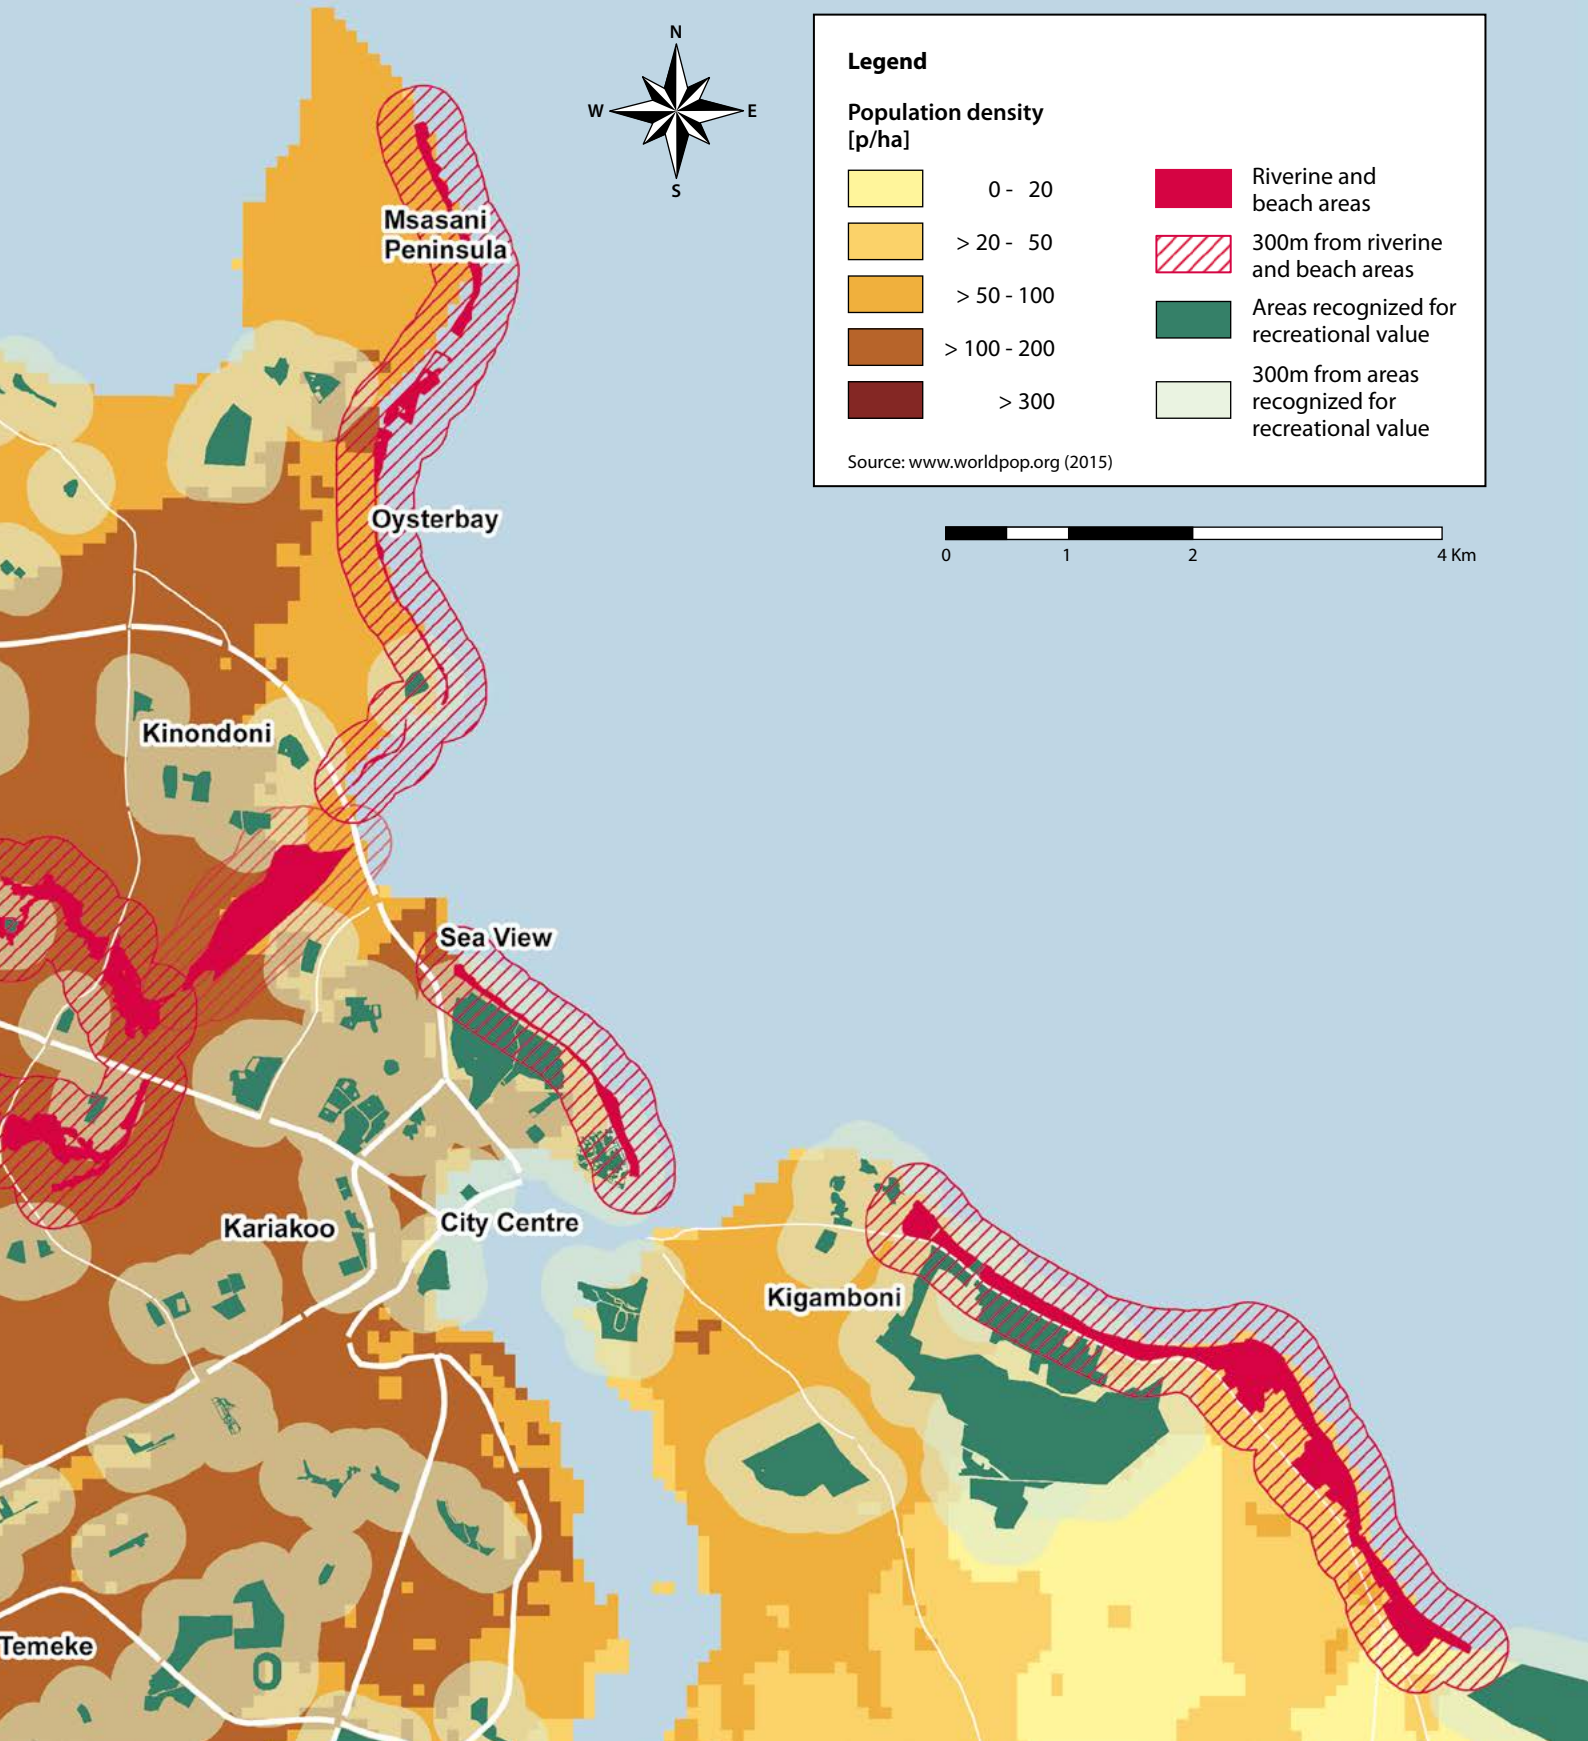 N
W
E
S
Legend
Population density
[p/ha]
0 - 20
> 20 - 50
> 50 - 100
> 100 - 200
> 300
Riverine and
beach areas
300m from riverine
and beach areas
Areas recognized for
recreational value
300m from areas
recognized for
recreational value
Source: www.worldpop.org (2015)
0
1
2
4 Km
Msasani
Peninsula
Oysterbay
Kinondoni
Sea View
Kariakoo
City Centre
Kigamboni
Temeke